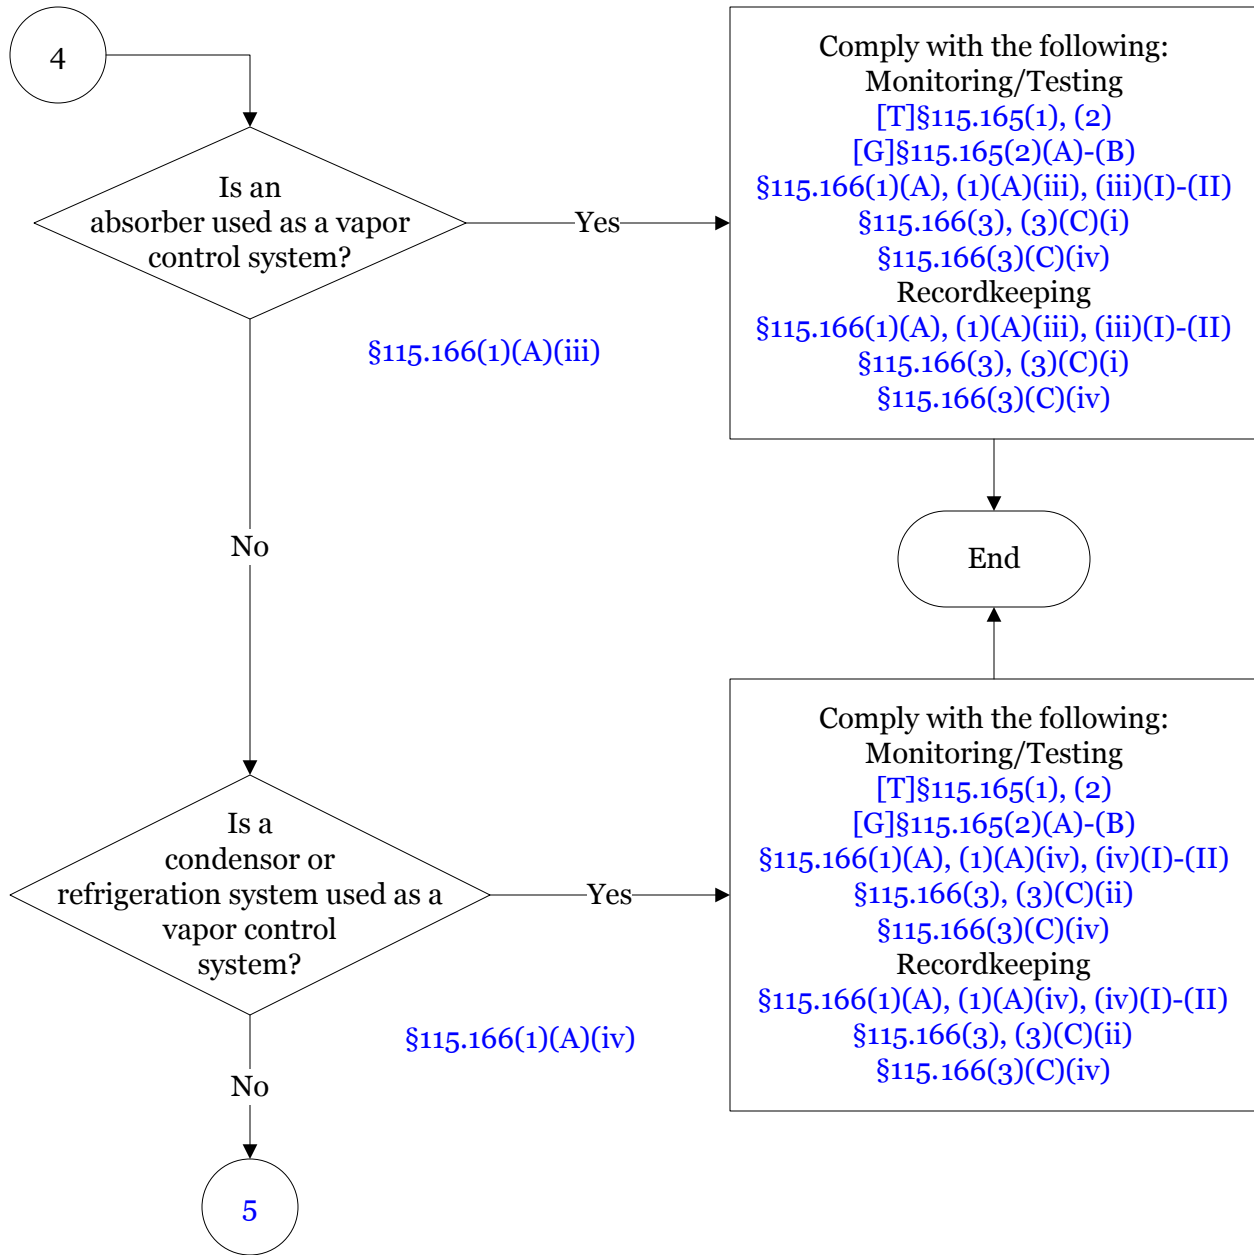 4
Is an
absorber used as a vapor
control system?
Yes
§115.166(1)(A)(iii)
Comply with the following:
Monitoring/Testing
[T]§115.165(1), (2)
[G]§115.165(2)(A)-(B)
§115.166(1)(A), (1)(A)(iii), (iii)(I)-(II)
§115.166(3), (3)(C)(i)
§115.166(3)(C)(iv)
Recordkeeping
§115.166(1)(A), (1)(A)(iii), (iii)(I)-(II)
§115.166(3), (3)(C)(i)
§115.166(3)(C)(iv)
No
End
Is a
condensor or
refrigeration system used as a
vapor control
system?
Yes
§115.166(1)(A)(iv)
Comply with the following:
Monitoring/Testing
[T]§115.165(1), (2)
[G]§115.165(2)(A)-(B)
§115.166(1)(A), (1)(A)(iv), (iv)(I)-(II)
§115.166(3), (3)(C)(ii)
§115.166(3)(C)(iv)
Recordkeeping
§115.166(1)(A), (1)(A)(iv), (iv)(I)-(II)
§115.166(3), (3)(C)(ii)
§115.166(3)(C)(iv)
No
5